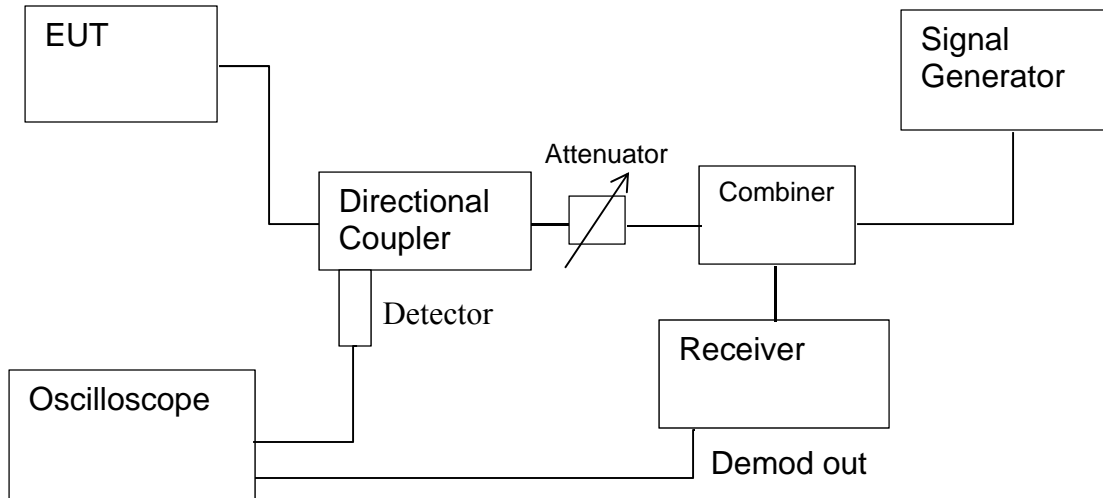 EUT
Signal
Generator
Attenuator
Combiner
Directional
Coupler
Detector
Receiver
Oscilloscope
Demod out